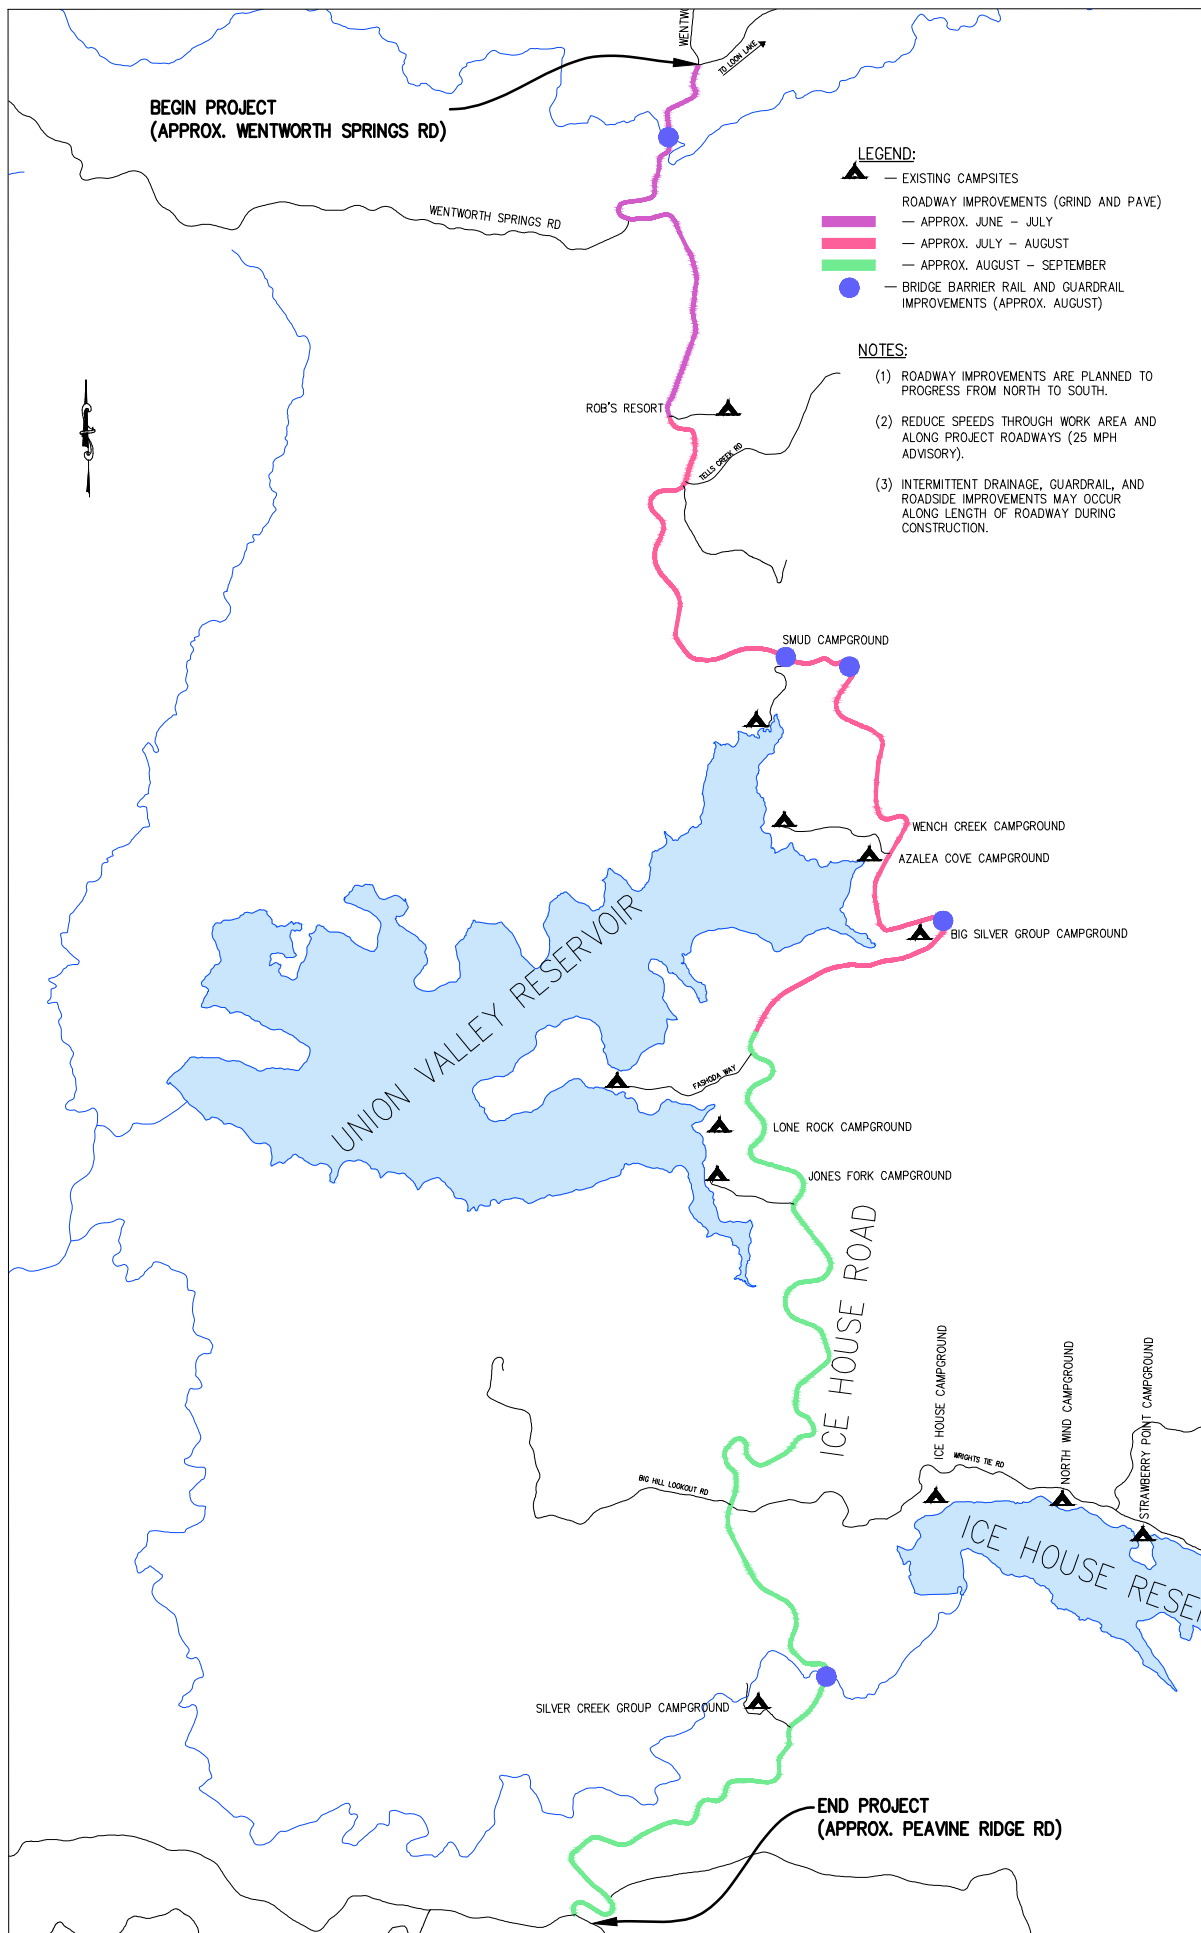 WENTW
TO LOON LAKE
BEGIN PROJECT
(APPROX. WENTWORTH SPRINGS RD)
LEGEND:
— EXISTING CAMPSITES
ROADWAY IMPROVEMENTS (GRIND AND PAVE)
— APPROX. JUNE – JULY
— APPROX. JULY – AUGUST
— APPROX. AUGUST – SEPTEMBER
— BRIDGE BARRIER RAIL AND GUARDRAIL
IMPROVEMENTS (APPROX. AUGUST)
WENTWORTH SPRINGS RD
NOTES:
(1) ROADWAY IMPROVEMENTS ARE PLANNED TO
PROGRESS FROM NORTH TO SOUTH.
(2) REDUCE SPEEDS THROUGH WORK AREA AND
ALONG PROJECT ROADWAYS (25 MPH
ADVISORY).
(3) INTERMITTENT DRAINAGE, GUARDRAIL, AND
ROADSIDE IMPROVEMENTS MAY OCCUR
ALONG LENGTH OF ROADWAY DURING
CONSTRUCTION.
ROB'S RESORT
TELLS CREEK RD
SMUD CAMPGROUND
WENCH CREEK CAMPGROUND
AZALEA COVE CAMPGROUND
BIG SILVER GROUP CAMPGROUND
UNION VALLEY RESERVOIR
FASHODA WAY
LONE ROCK CAMPGROUND
JONES FORK CAMPGROUND
ICE HOUSE ROAD
ICE HOUSE CAMPGROUND
NORTH WIND CAMPGROUND
STRAWBERRY POINT CAMPGROUND
WRIGHTS TIE RD
BIG HILL LOOKOUT RD
ICE HOUSE RESE
SILVER CREEK GROUP CAMPGROUND
END PROJECT
(APPROX. PEAVINE RIDGE RD)